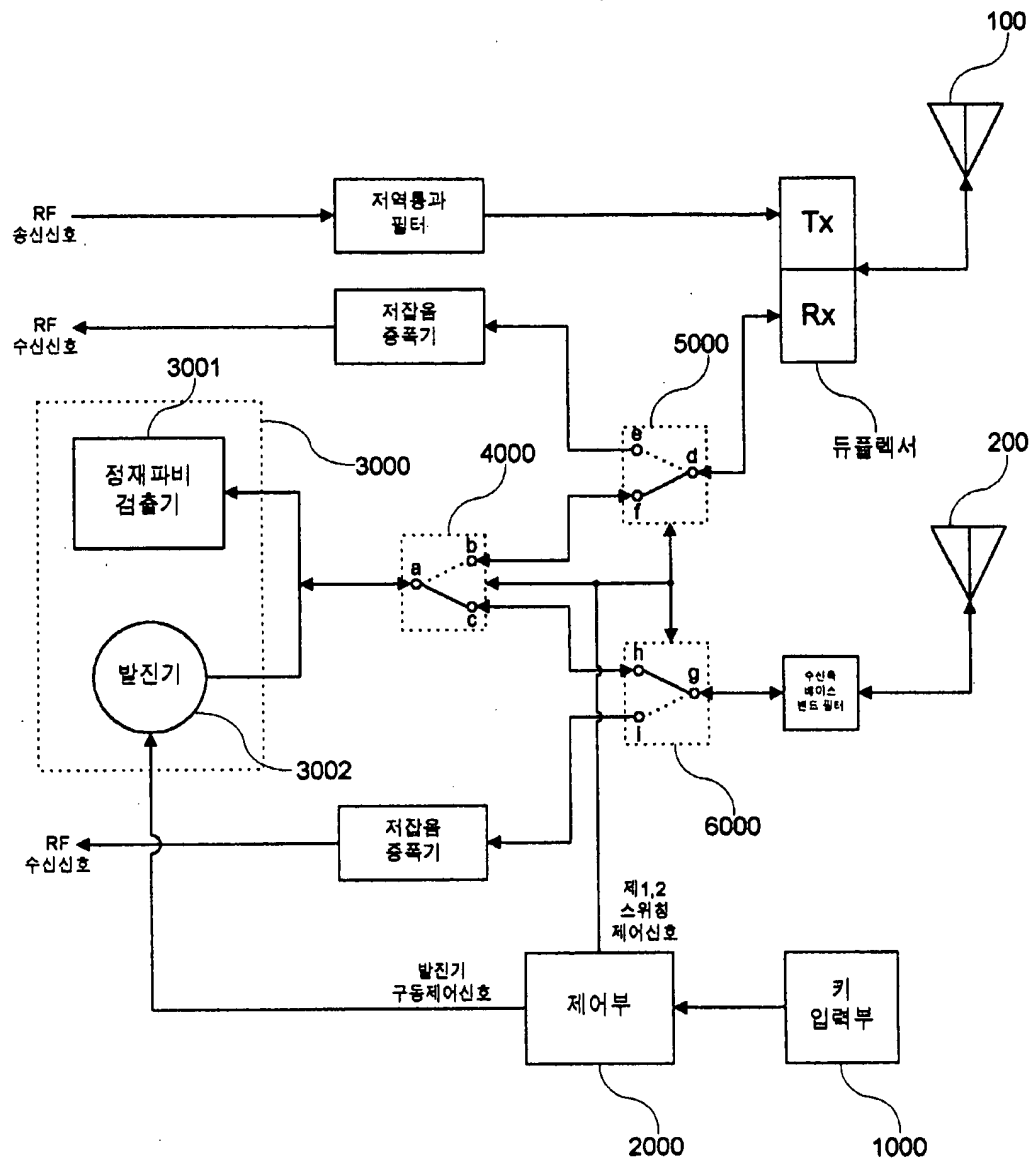 100
저역통과
필터
Tx
RF
송신신호
저잡음
증폭기
Rx
RF
수신신호
5000
3001
e
d
듀플렉서
정재파비
검출기
3000
4000
200
f
b
a
c
h
g
수신측
베이스
밴드 필터
발진기
i
3002
6000
저잡음
증폭기
RF
수신신호
제1,2
스위칭
제어신호
발진기
구동제어신호
제어부
키
입력부
2000
1000